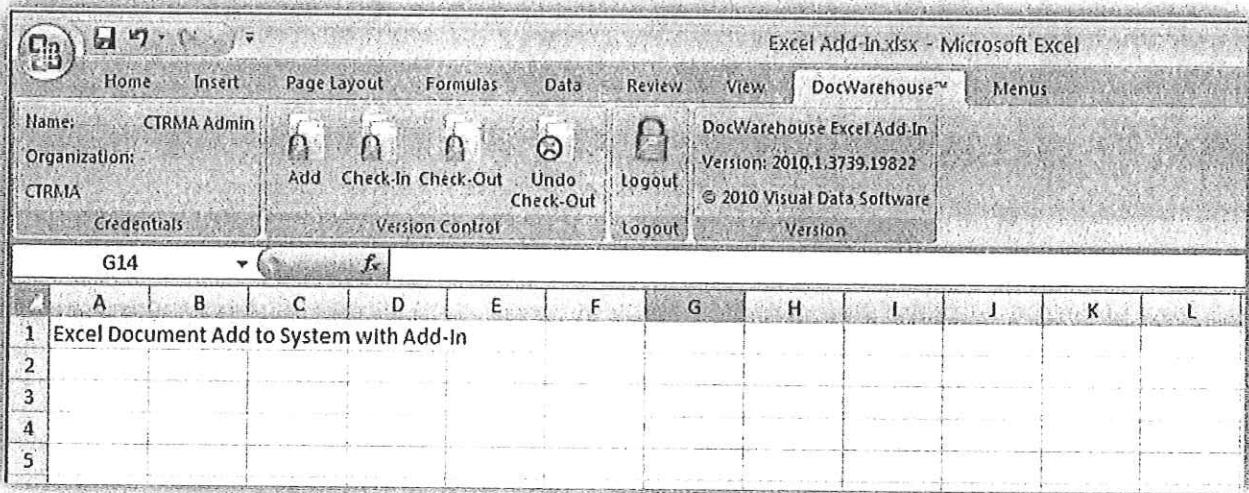 Excel Add-In.xlsx - Microsoft Excel
Home Insert Page Layout Formulas Data Review View DocWarehouse™ Menus
Name: CTRMA Admin
Organization:
CTRMA
Credentials
Add Check-In Check-Out Undo Check-Out
Version Control
Logout
Logout
DocWarehouse Excel Add-In
Version: 2010.1.3739.19822
© 2010 Visual Data Software
Version
G14 fx
A B C D E F G H I J K L
1 Excel Document Add to System with Add-In
2
3
4
5